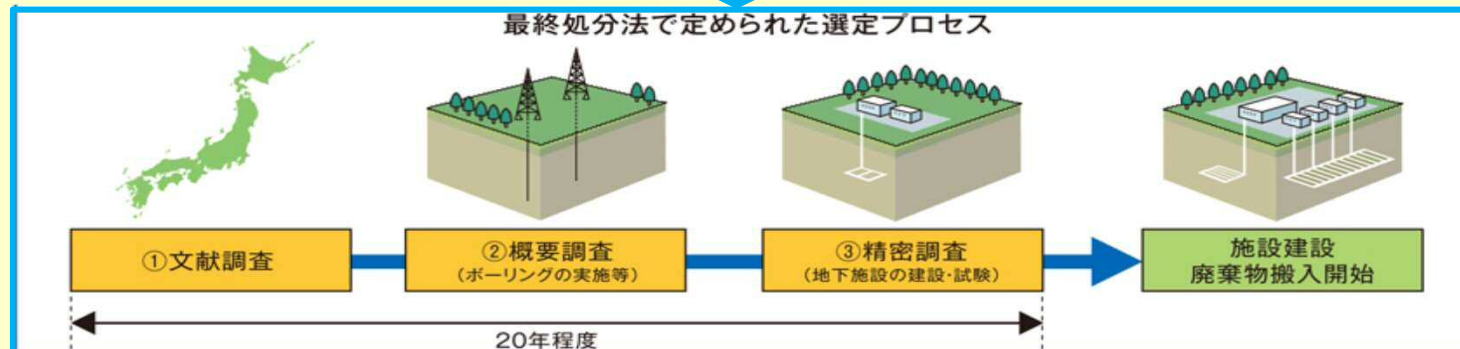 最終処分法で定められた選定プロセス
①文献調査
②概要調査
(ボーリングの実施等)
③精密調査
(地下施設の建設・試験)
施設建設
廃棄物搬入開始
20年程度